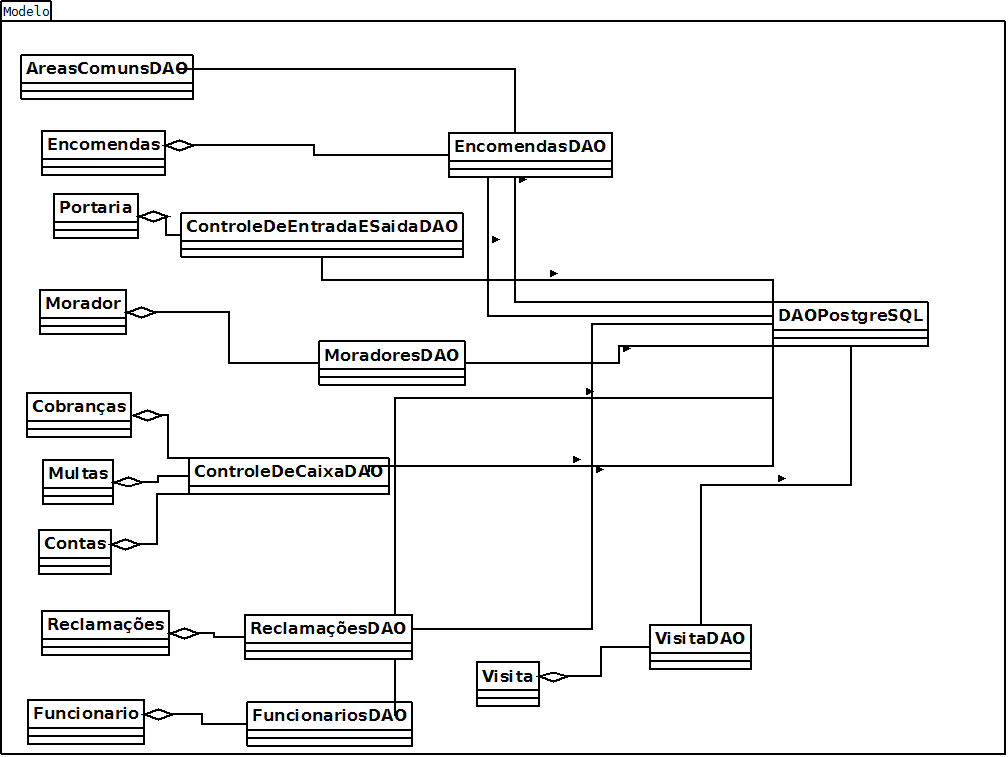 Modelo
AreasComunsDAO
Encomendas
EncomendasDAO
Portaria
ControleDeEntradaESaidaDAO
Morador
DAOPostgreSQL
MoradoresDAO
Cobranças
Multas
ControleDeCaixaDAO
Contas
Reclamações
ReclamaçõesDAO
VisitaDAO
Visita
Funcionario
FuncionariosDAO